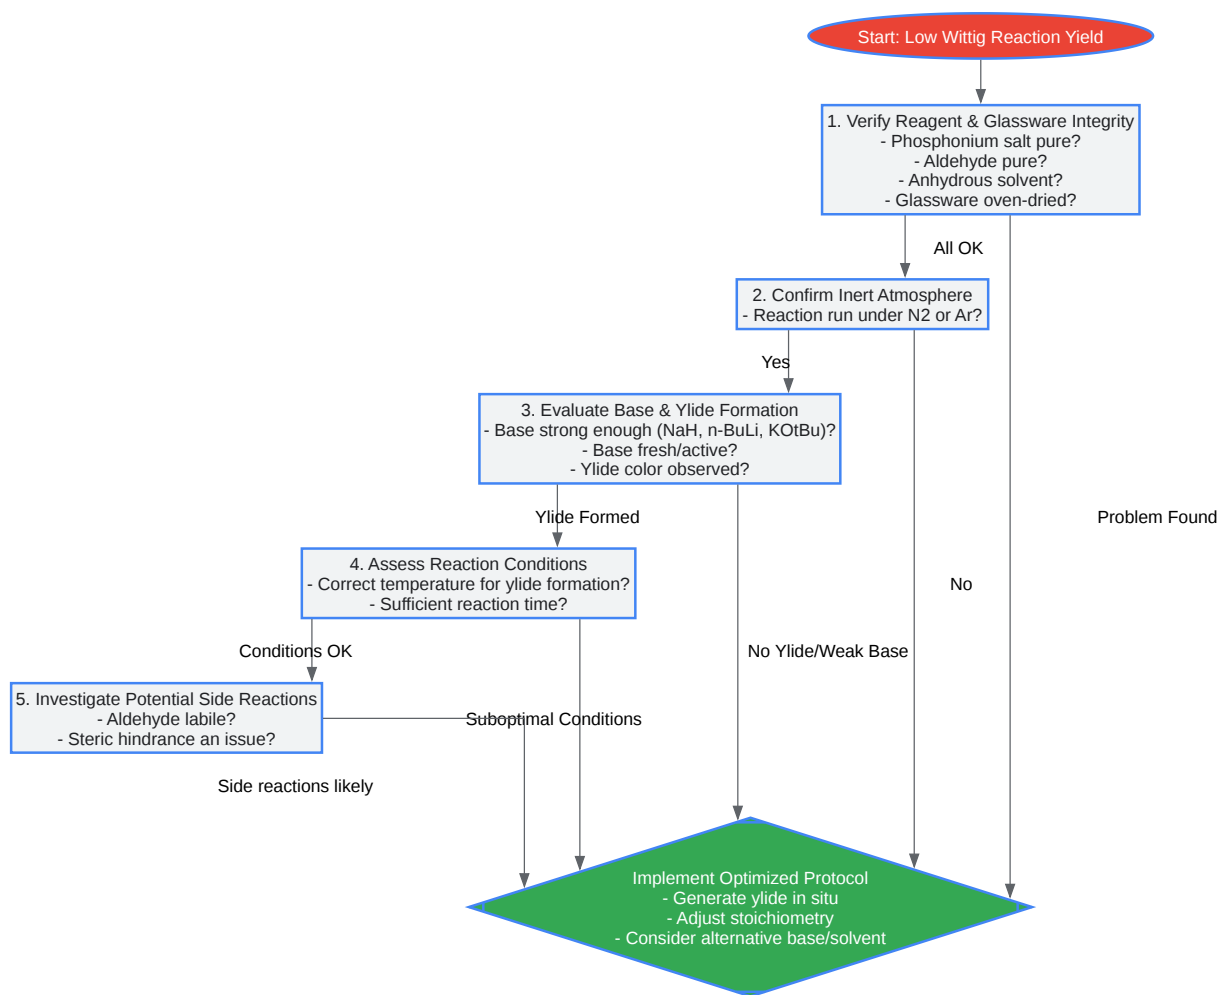 Start: Low Wittig Reaction Yield
1. Verify Reagent & Glassware Integrity
- Phosphonium salt pure?
- Aldehyde pure?
- Anhydrous solvent?
- Glassware oven-dried?
All OK
2. Confirm Inert Atmosphere
- Reaction run under N2 or Ar?
Yes
3. Evaluate Base & Ylide Formation
- Base strong enough (NaH, n-BuLi, KOtBu)?
- Base fresh/active?
- Ylide color observed?
Ylide Formed
Problem Found
4. Assess Reaction Conditions
- Correct temperature for ylide formation?
- Sufficient reaction time?
No
Conditions OK
No Ylide/Weak Base
5. Investigate Potential Side Reactions
- Aldehyde labile?
- Steric hindrance an issue?
Suboptimal Conditions
Side reactions likely
Implement Optimized Protocol
- Generate ylide in situ
- Adjust stoichiometry
- Consider alternative base/solvent